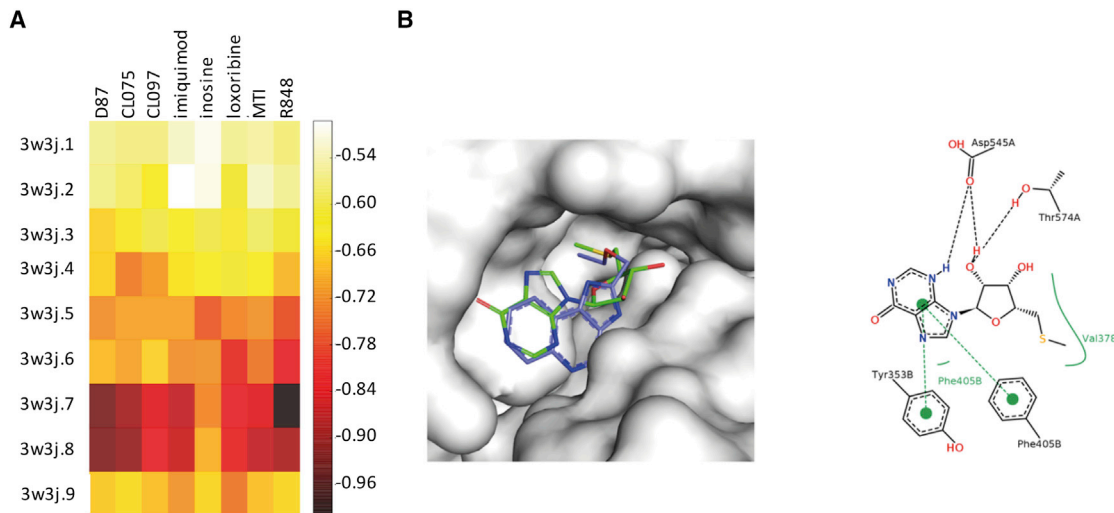 A
B
D87
CL075
CL097
imiquimod
inosine
loxoribine
MTI
R848
3w3j.1
3w3j.2
3w3j.3
3w3j.4
3w3j.5
3w3j.6
3w3j.7
3w3j.8
3w3j.9
-0.54
-0.60
-0.66
-0.72
-0.78
-0.84
-0.90
-0.96
OH
Asp545A
O
H
O
Thr574A
H
H
N
N
O
OH
O
N
N
O
S
Val378
Phe405B
Tyr353B
HO
Phe405B